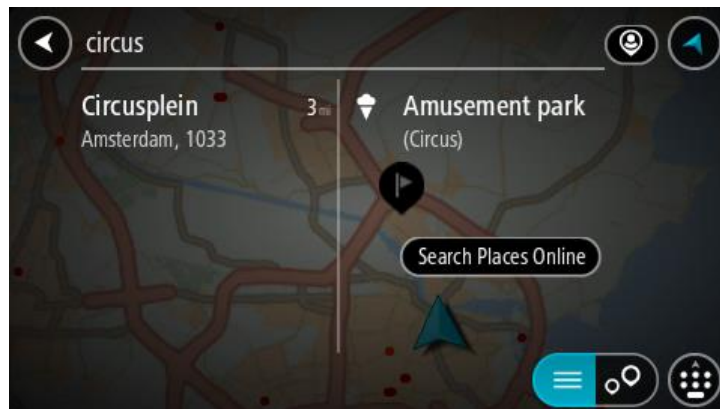 circus
Circusplein 3 mi
Amsterdam, 1033
Amusement park
(Circus)
Search Places Online